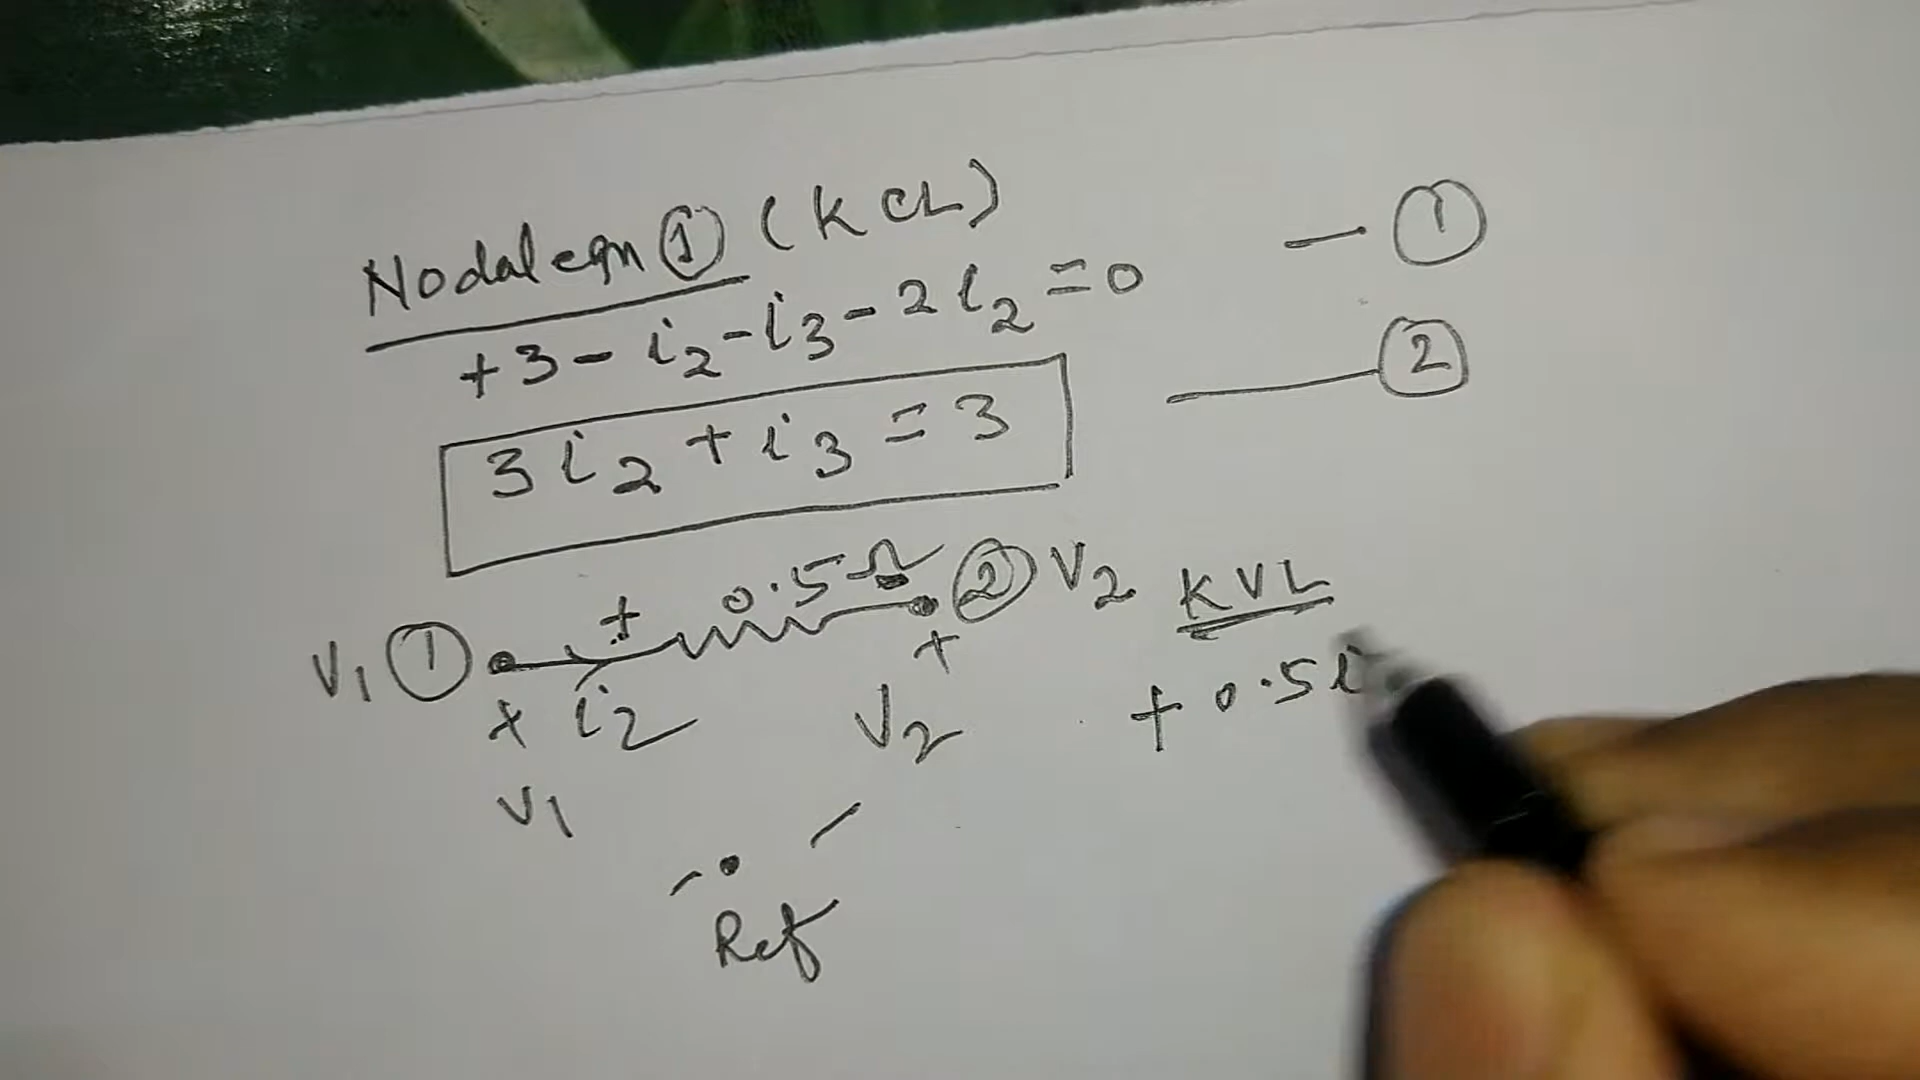 Nodal eqn ① (KCL)
+3 - i₂ - i₃ - 2i₂ = 0 — ①
3i₂ + i₃ = 3 — ②
+ 0.5Ω ② V₂ KVL
V₁ ① + + 0.5i
+ i₂ V₂
V₁
- . -
Ref